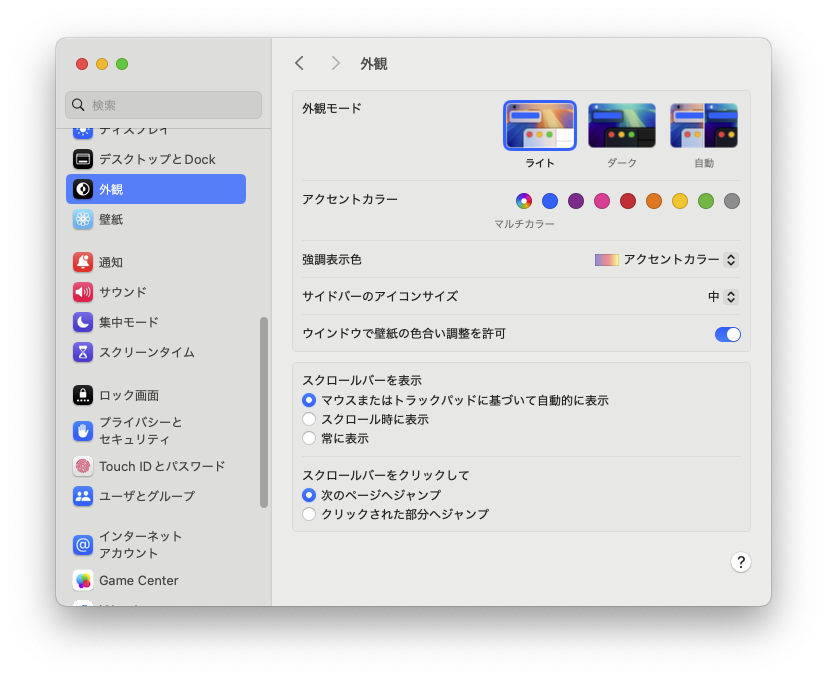 検索
ディスプレイ
デスクトップとDock
外観
壁紙
通知
サウンド
集中モード
スクリーンタイム
ロック画面
プライバシーと
セキュリティ
Touch IDとパスワード
ユーザとグループ
インターネット
アカウント
Game Center
外観
外観モード
ライト
ダーク
自動
アクセントカラー
マルチカラー
強調表示色
アクセントカラー
サイドバーのアイコンサイズ
中
ウインドウで壁紙の色合い調整を許可
スクロールバーを表示
マウスまたはトラックパッドに基づいて自動的に表示
スクロール時に表示
常に表示
スクロールバーをクリックして
次のページへジャンプ
クリックされた部分へジャンプ
?